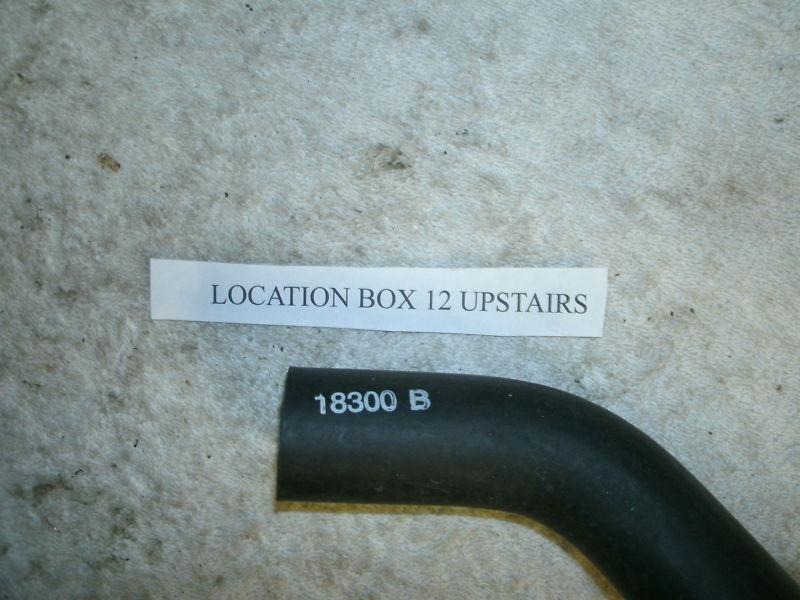 LOCATION BOX 12 UPSTAIRS
18300 B